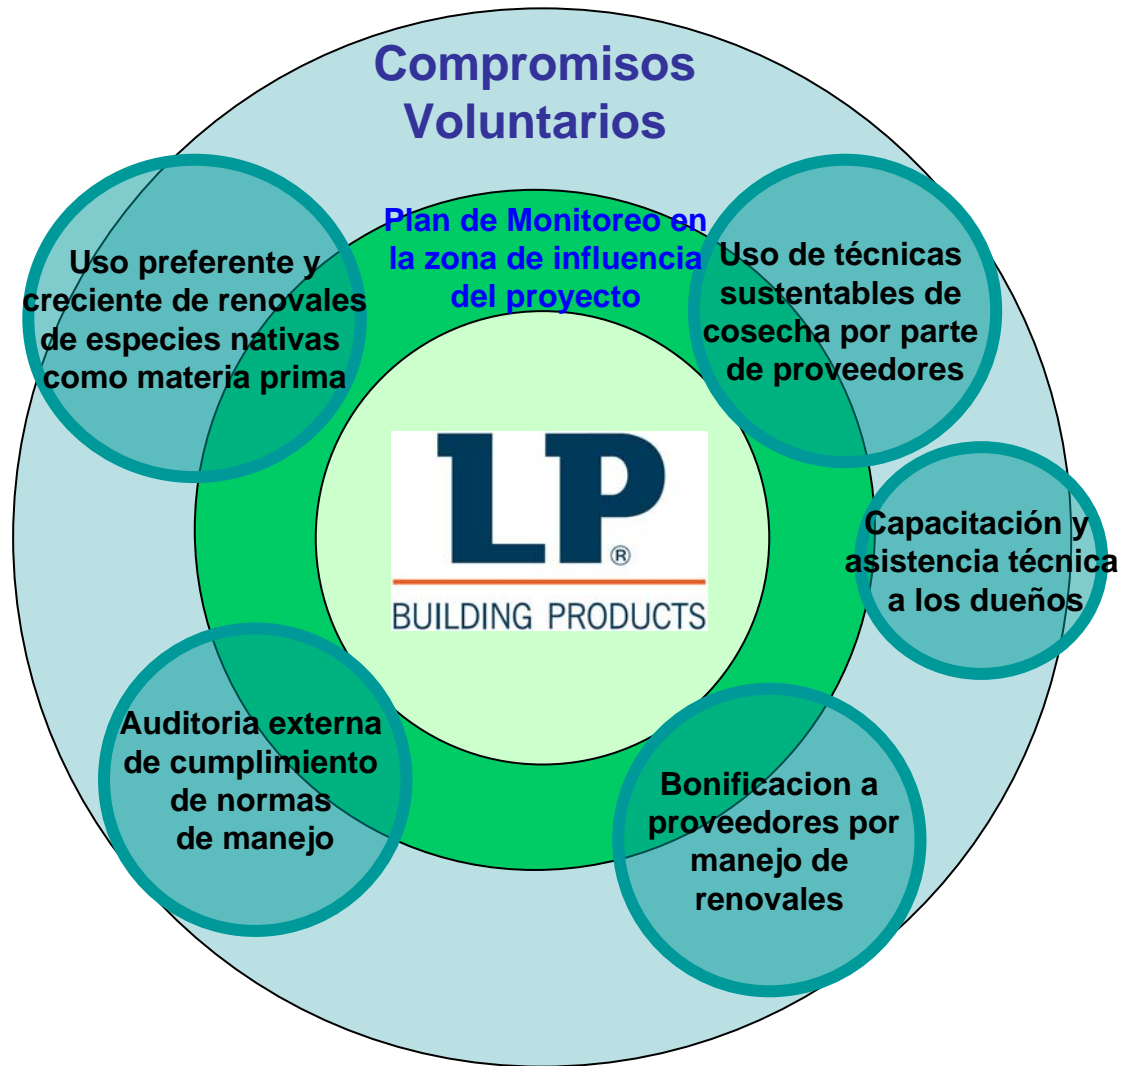 Compromisos
Voluntarios
Plan de Monitoreo en
la zona de influencia
del proyecto
Uso preferente y
creciente de renovales
de especies nativas
como materia prima
Uso de técnicas
sustentables de
cosecha por parte
de proveedores
LP®
BUILDING PRODUCTS
Capacitación y
asistencia técnica
a los dueños
Auditoria externa
de cumplimiento
de normas
de manejo
Bonificacion a
proveedores por
manejo de
renovales